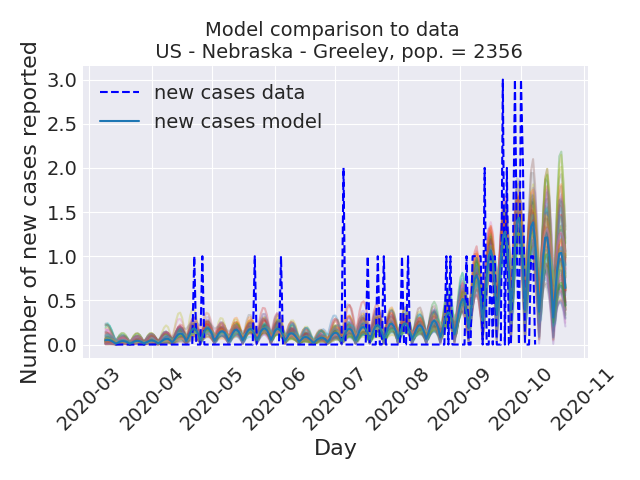 Model comparison to data
US - Nebraska - Greeley, pop. = 2356
Number of new cases reported
3.0
2.5
2.0
1.5
1.0
0.5
0.0
new cases data
new cases model
2020-03
2020-04
2020-05
2020-06
2020-07
2020-08
2020-09
2020-10
2020-11
Day